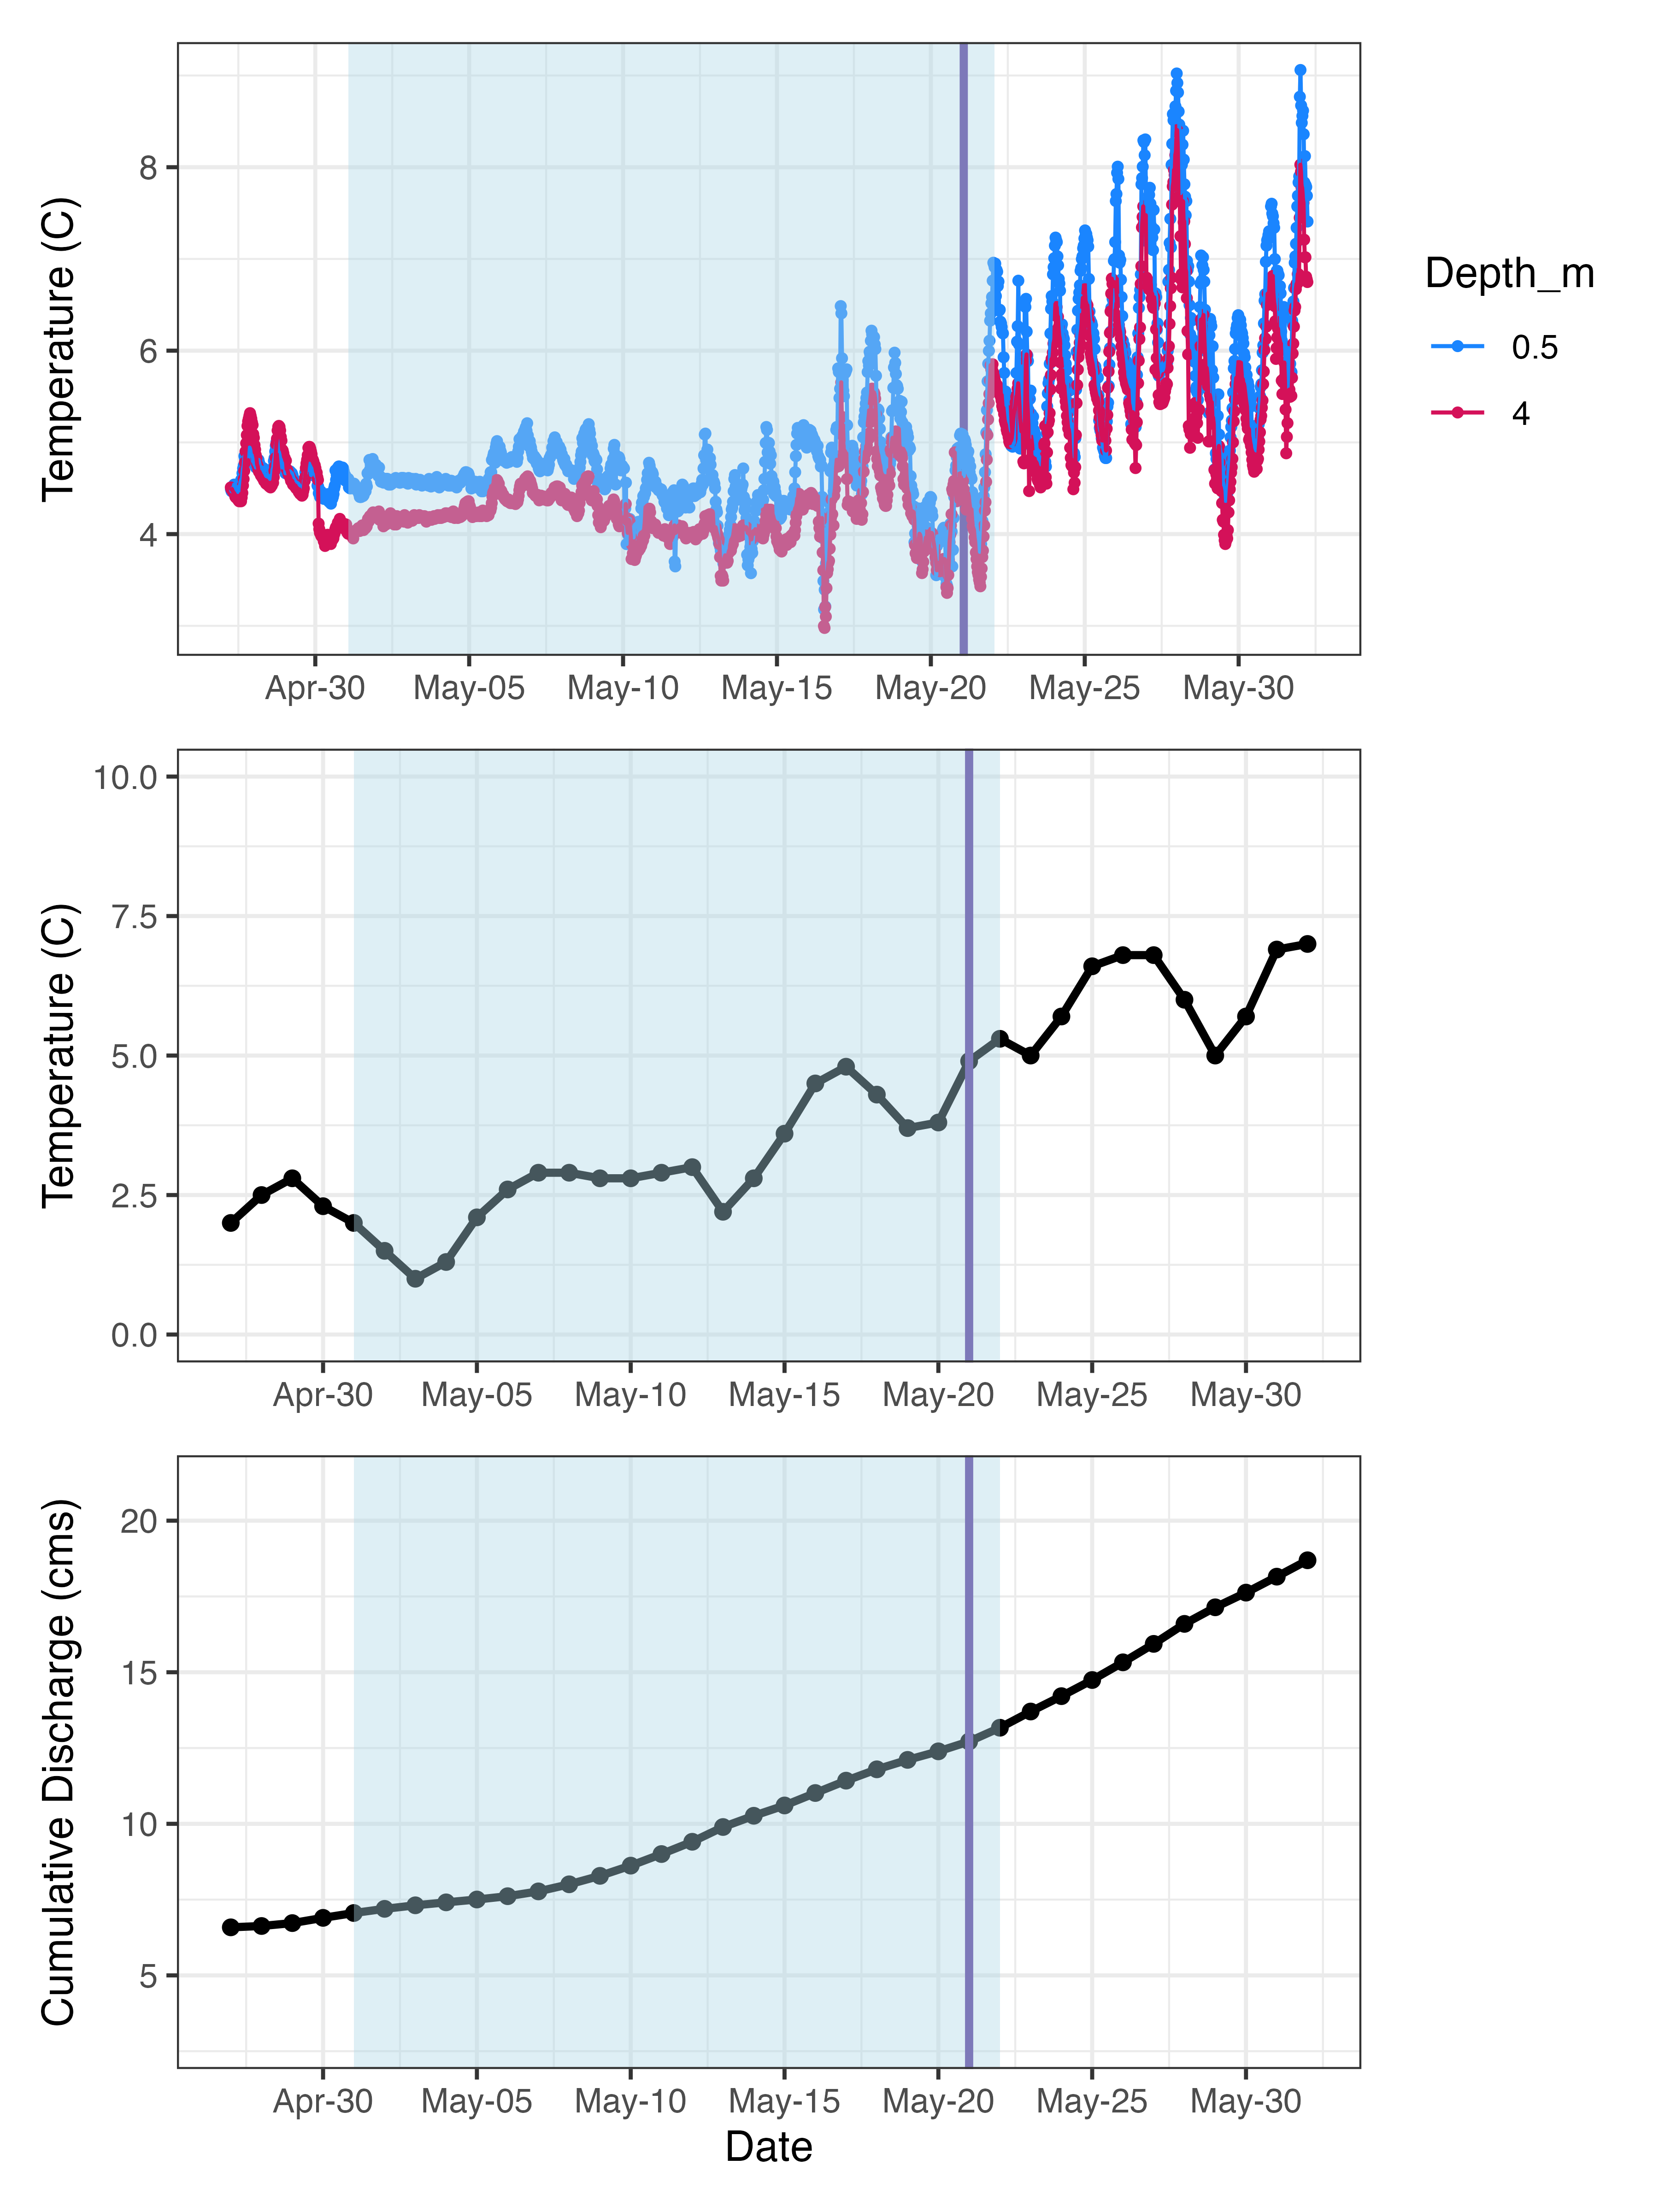 Temperature (C)
8
6
4
Apr-30 May-05 May-10 May-15 May-20 May-25 May-30
Depth_m
0.5
4
Temperature (C)
10.0
7.5
5.0
2.5
0.0
Apr-30 May-05 May-10 May-15 May-20 May-25 May-30
Cumulative Discharge (cms)
20
15
10
5
Apr-30 May-05 May-10 May-15 May-20 May-25 May-30
Date